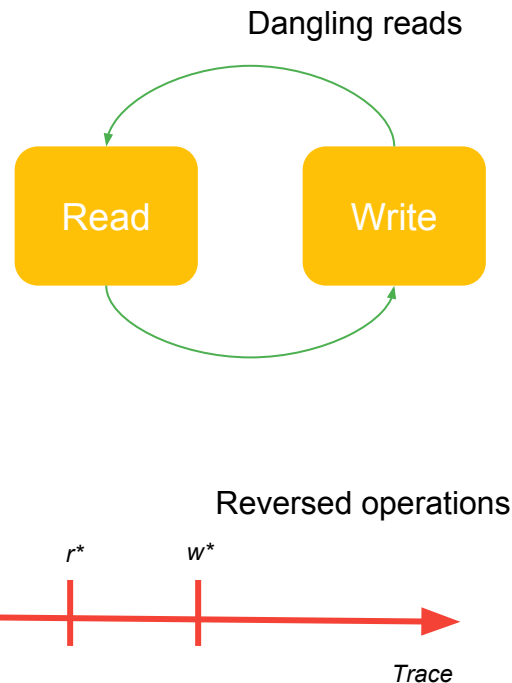 Dangling reads
Read
Write
Reversed operations
r*
w*
Trace